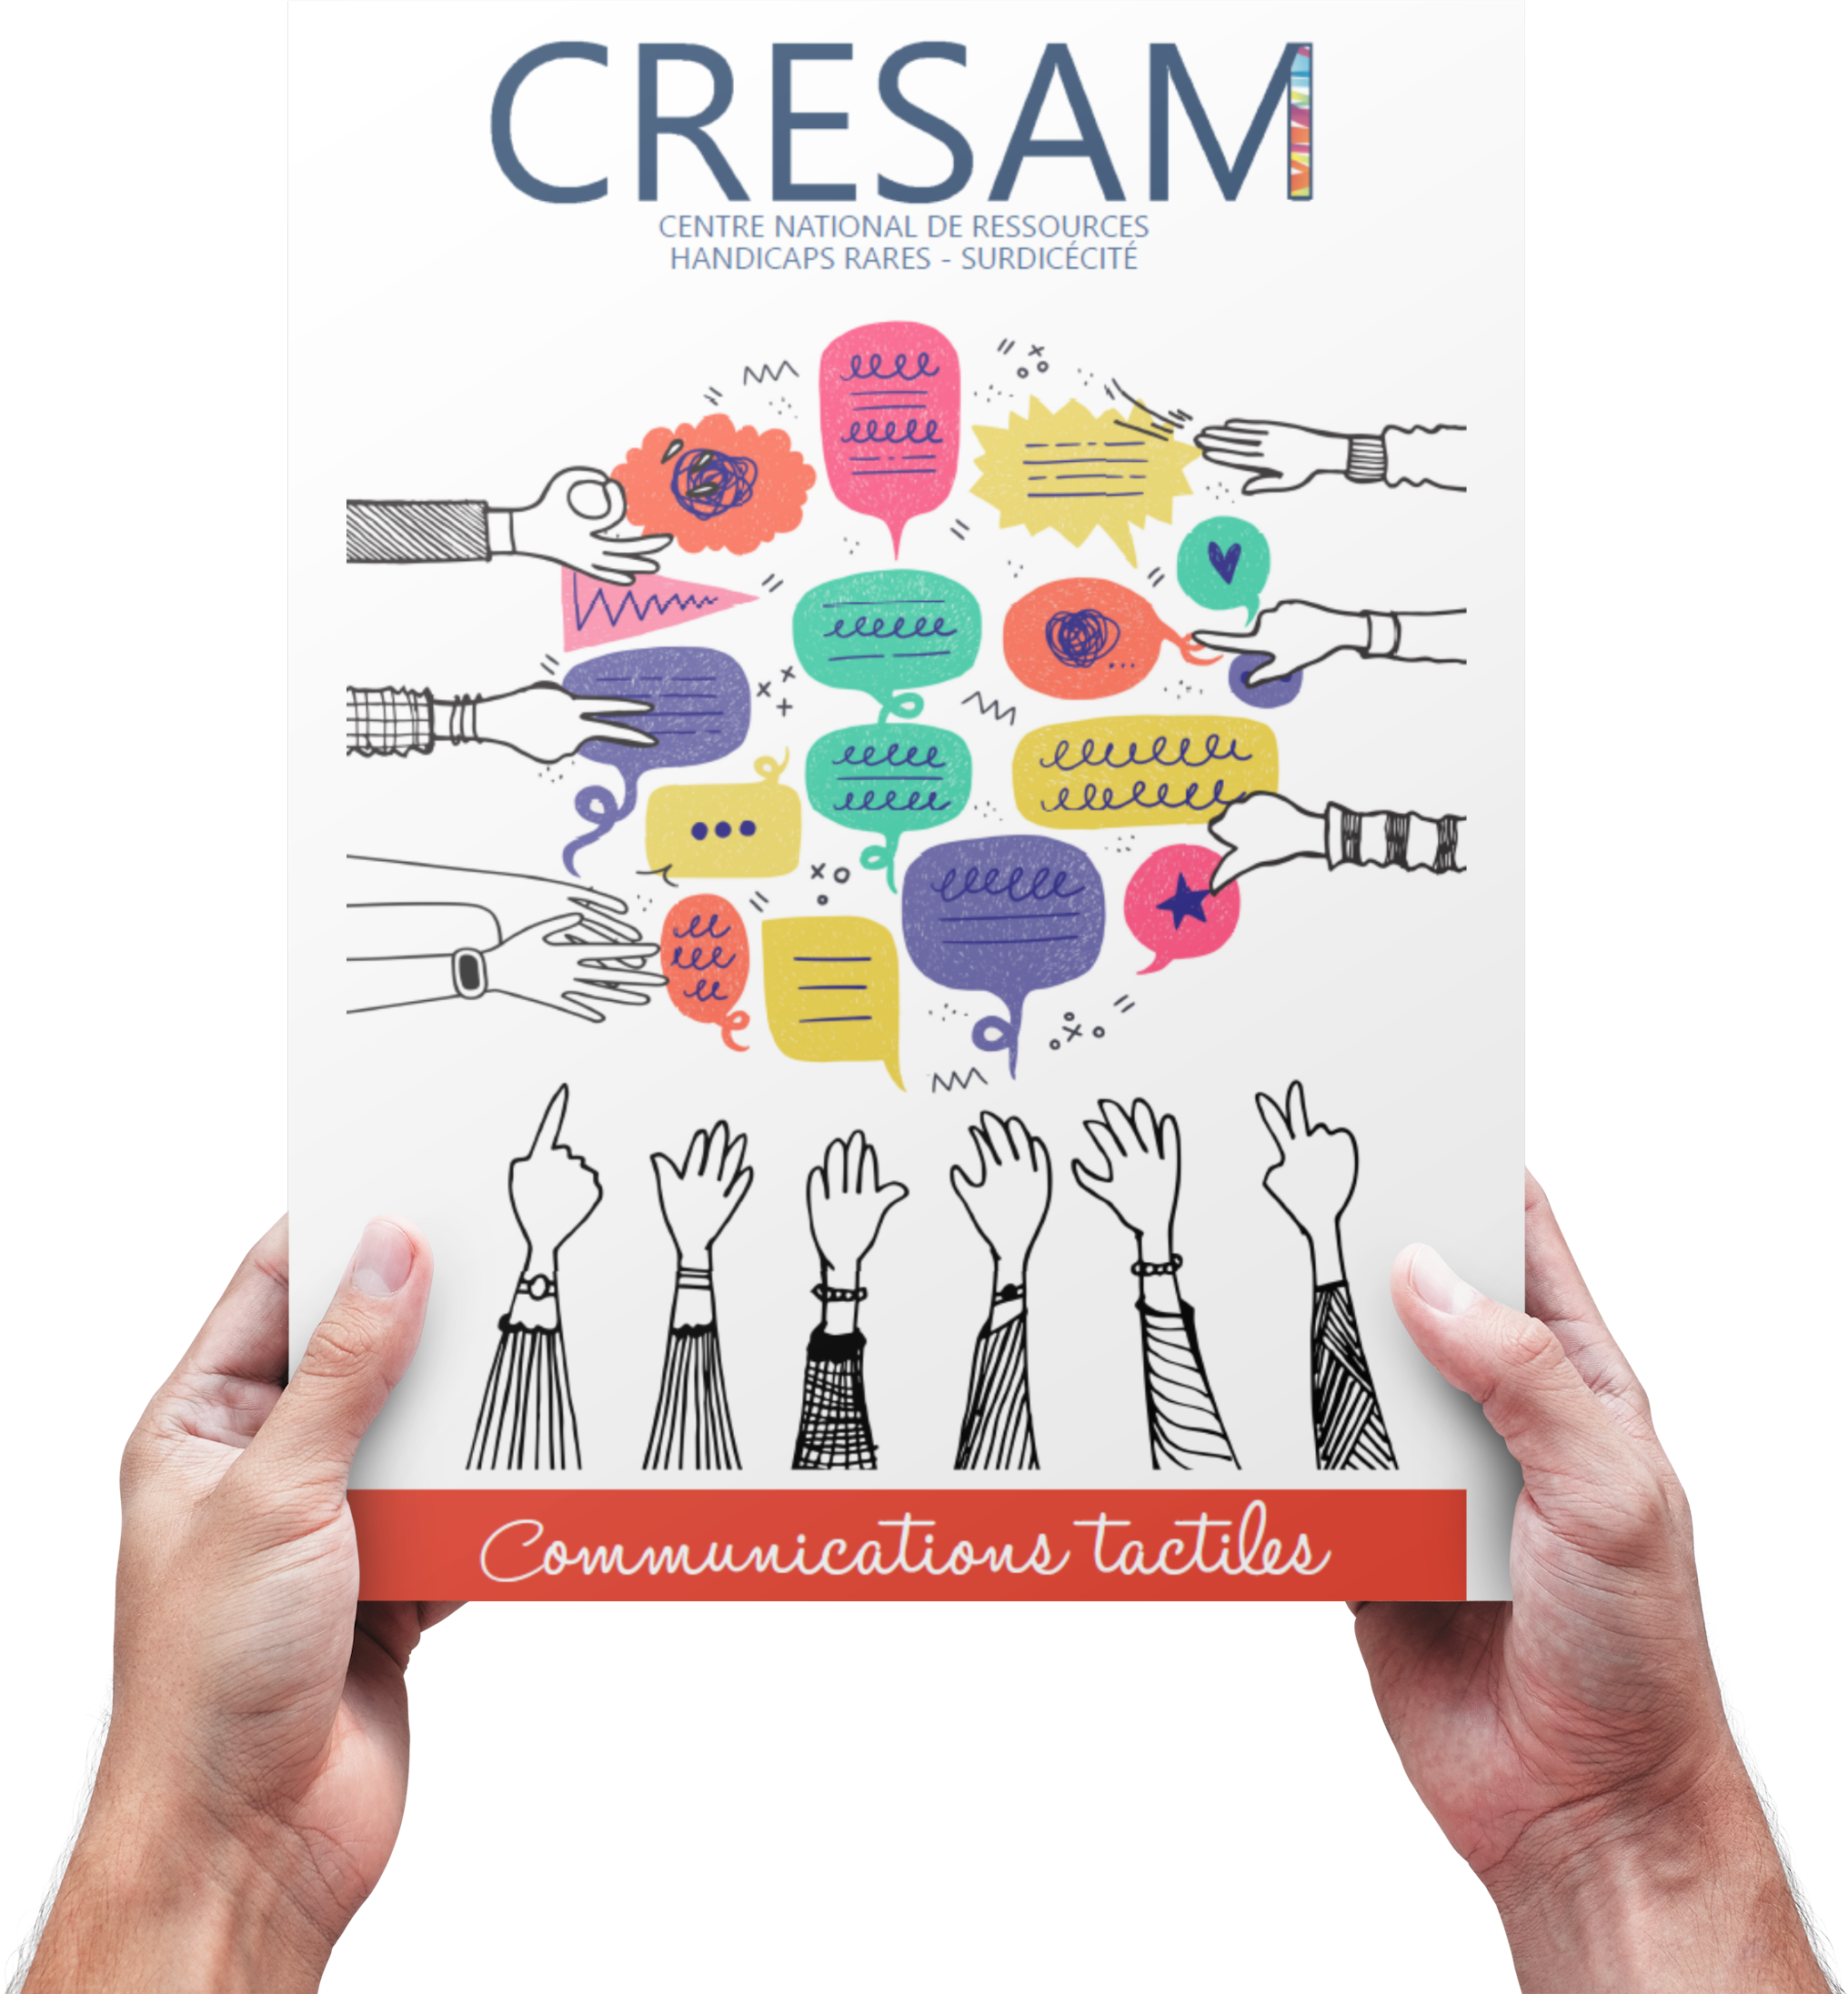 CRESAM
CENTRE NATIONAL DE RESSOURCES
HANDICAPS RARES - SURDICÉCITÉ
Communications tactiles